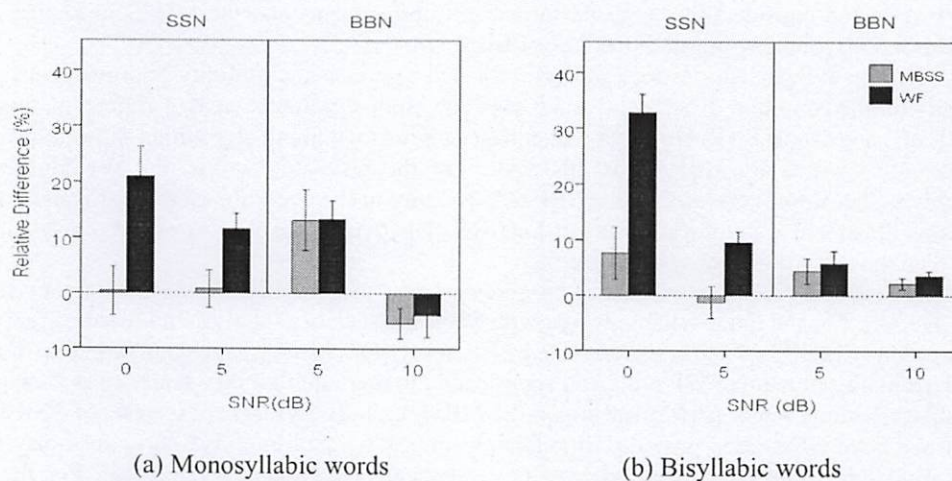 SSN BBN
40
30
20
10
0
-10
Relative Difference (%)
0 5 5 10
SNR(dB)
(a) Monosyllabic words
SSN BBN
MBSS
WF
40
30
20
10
0
-10
0 5 5 10
SNR (dB)
(b) Bisyllabic words